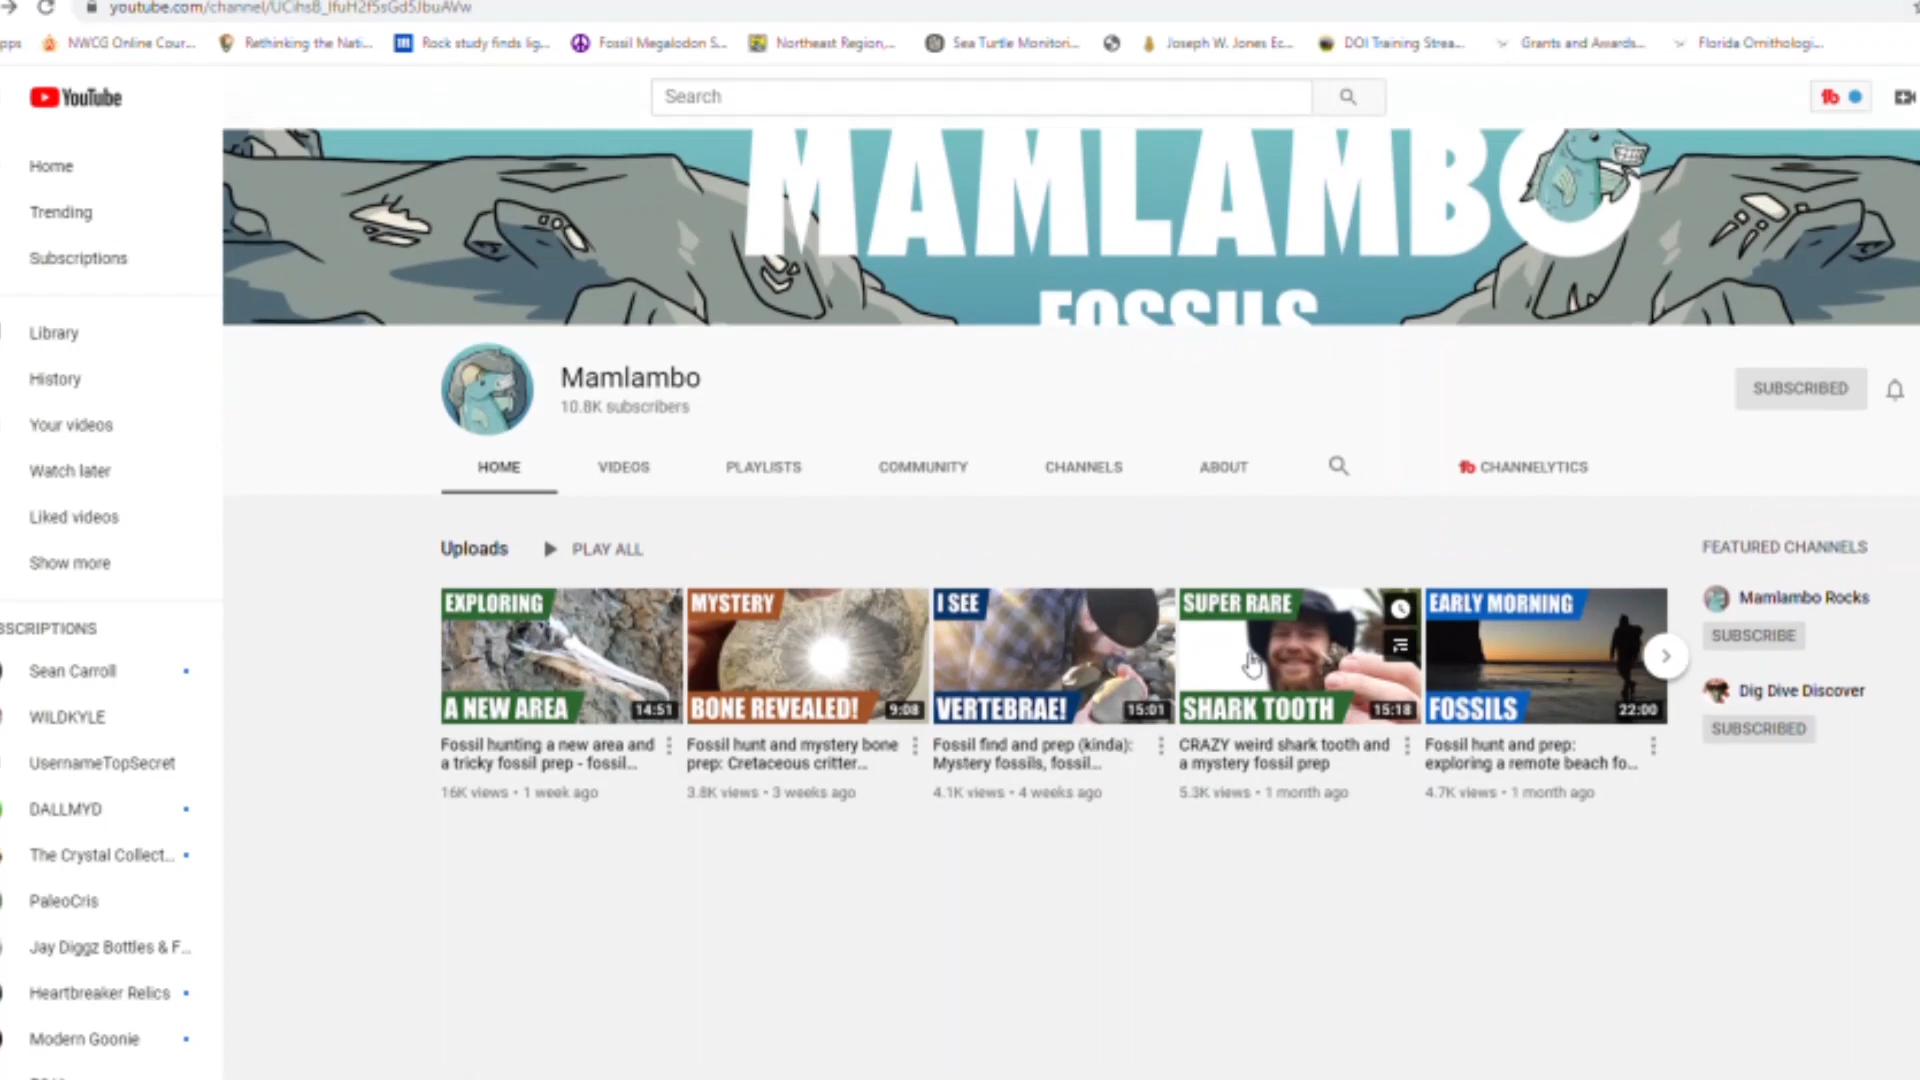 youtube.com/channel/
NWCG Online Cour...
Rethinking the Nati...
Rock study finds lig...
Fossil Megalodon S...
Northeast Region,...
Sea Turtle Monitori...
Joseph W. Jones Ec...
DOI Training Strea...
Grants and Awards...
Florida Ornithologi...
YouTube
Search
Home
Trending
Subscriptions
Library
History
Your videos
Watch later
Liked videos
Show more
Sean Carroll
WILDKYLE
UsernameTopSecret
DALLMYD
The Crystal Collect...
PaleoCris
Jay Diggz Bottles & F...
Heartbreaker Relics
Modern Goonie
MAMLAMBO
FOSSILS
Mamlambo
10.8K subscribers
SUBSCRIBED
HOME
VIDEOS
PLAYLISTS
COMMUNITY
CHANNELS
ABOUT
CHANNELYTICS
Uploads
PLAY ALL
EXPLORING
A NEW AREA
14:51
Fossil hunting a new area and
a tricky fossil prep - fossil...
16K views • 1 week ago
MYSTERY
BONE REVEALED!
9:08
Fossil hunt and mystery bone
prep: Cretaceous critter...
3.8K views • 3 weeks ago
I SEE
VERTEBRAE!
15:01
Fossil find and prep (kinda):
Mystery fossils, fossil...
4.1K views • 4 weeks ago
SUPER RARE
SHARK TOOTH
15:18
CRAZY weird shark tooth and
a mystery fossil prep
5.3K views • 1 month ago
EARLY MORNING
FOSSILS
22:00
Fossil hunt and prep:
exploring a remote beach fo...
4.7K views • 1 month ago
FEATURED CHANNELS
Mamlambo Rocks
SUBSCRIBE
Dig Dive Discover
SUBSCRIBED